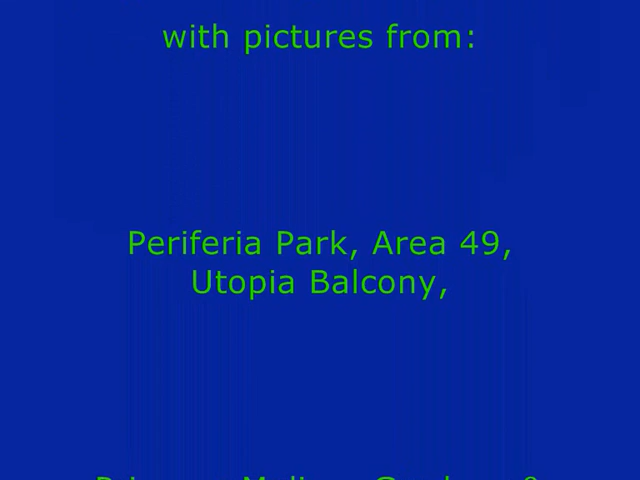 with pictures from:
Periferia Park, Area 49,
Utopia Balcony,